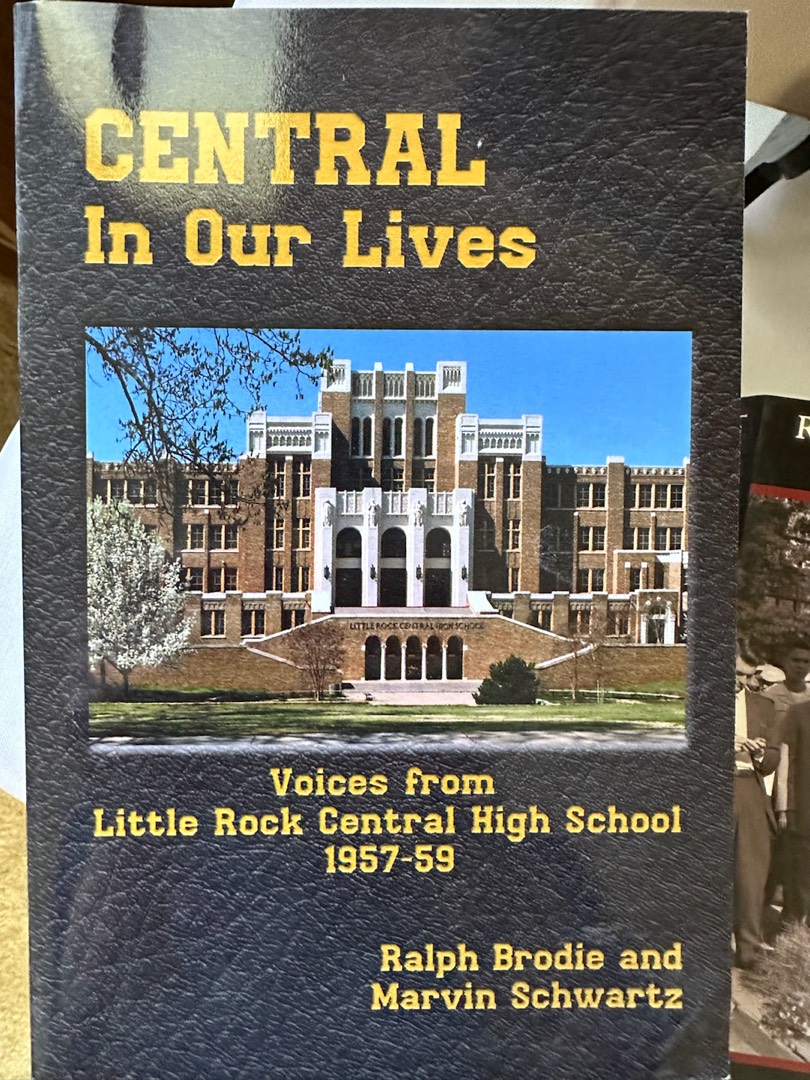 CENTRAL
In Our Lives
LITTLE ROCK CENTRAL HIGH SCHOOL
Voices from
Little Rock Central High School
1957-59
Ralph Brodie and
Marvin Schwartz
R